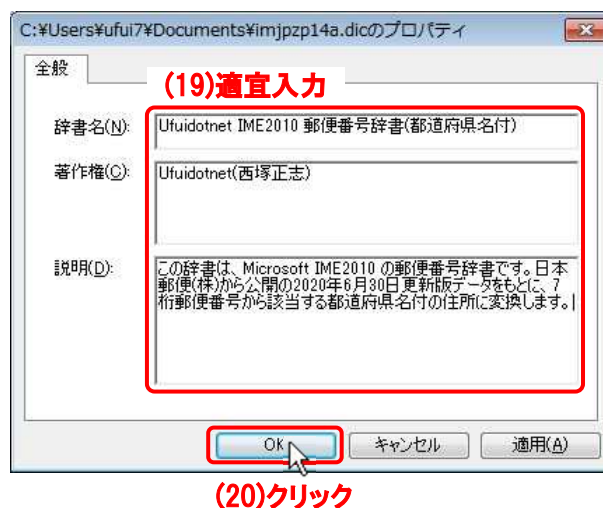 C:¥Users¥ufui7¥Documents¥imjpzp14a.dicのプロパティ
全般
(19)適宜入力
辞書名(N): Ufuidotnet IME2010 郵便番号辞書(都道府県名付)
著作権(C): Ufuidotnet(西塚正志)
説明(D): この辞書は、Microsoft IME2010 の郵便番号辞書です。日本
郵便(株)から公開の2020年6月30日更新版データをもとに、7
桁郵便番号から該当する都道府県名付の住所に変換します。
OK キャンセル 適用(A)
(20)クリック